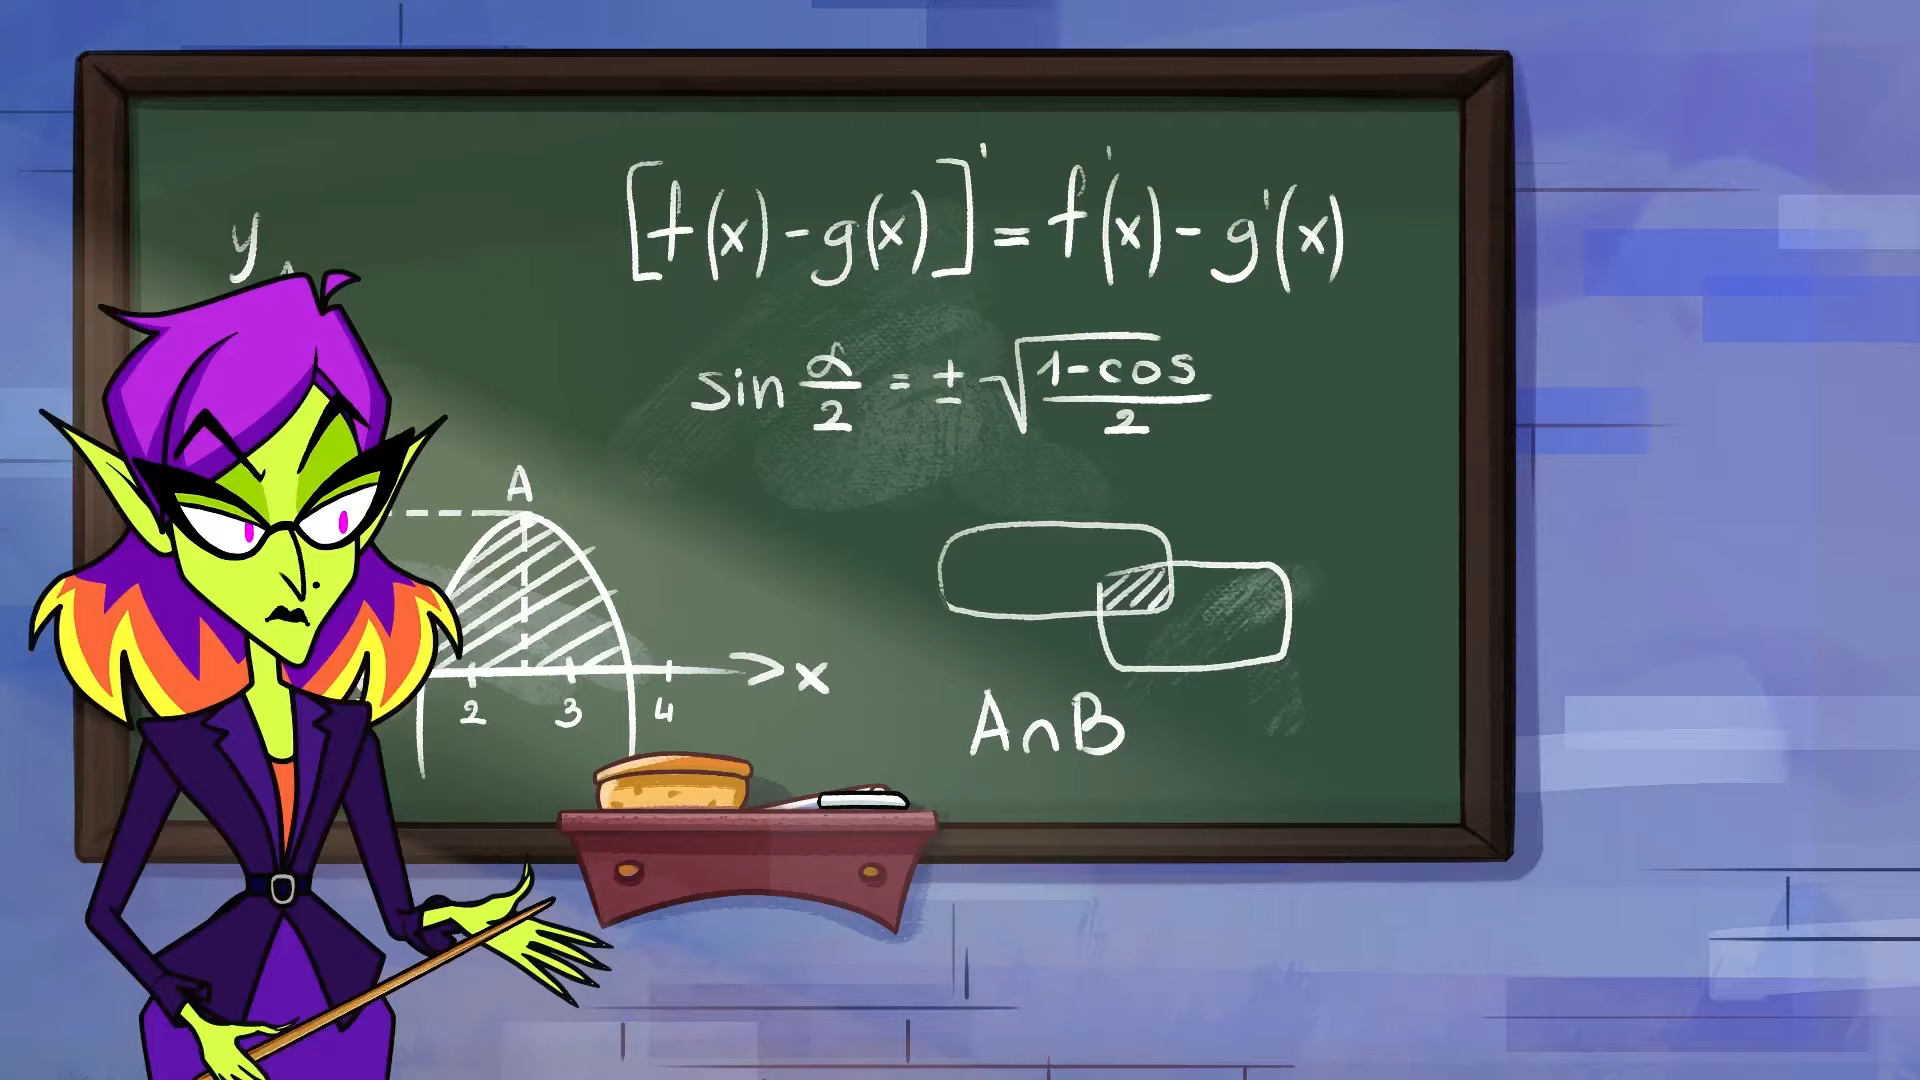 y
[f(x)-g(x)]' = f'(x)-g'(x)
sin α/2 = ± √1-cos/2
A
x
2 3 4
A∩B